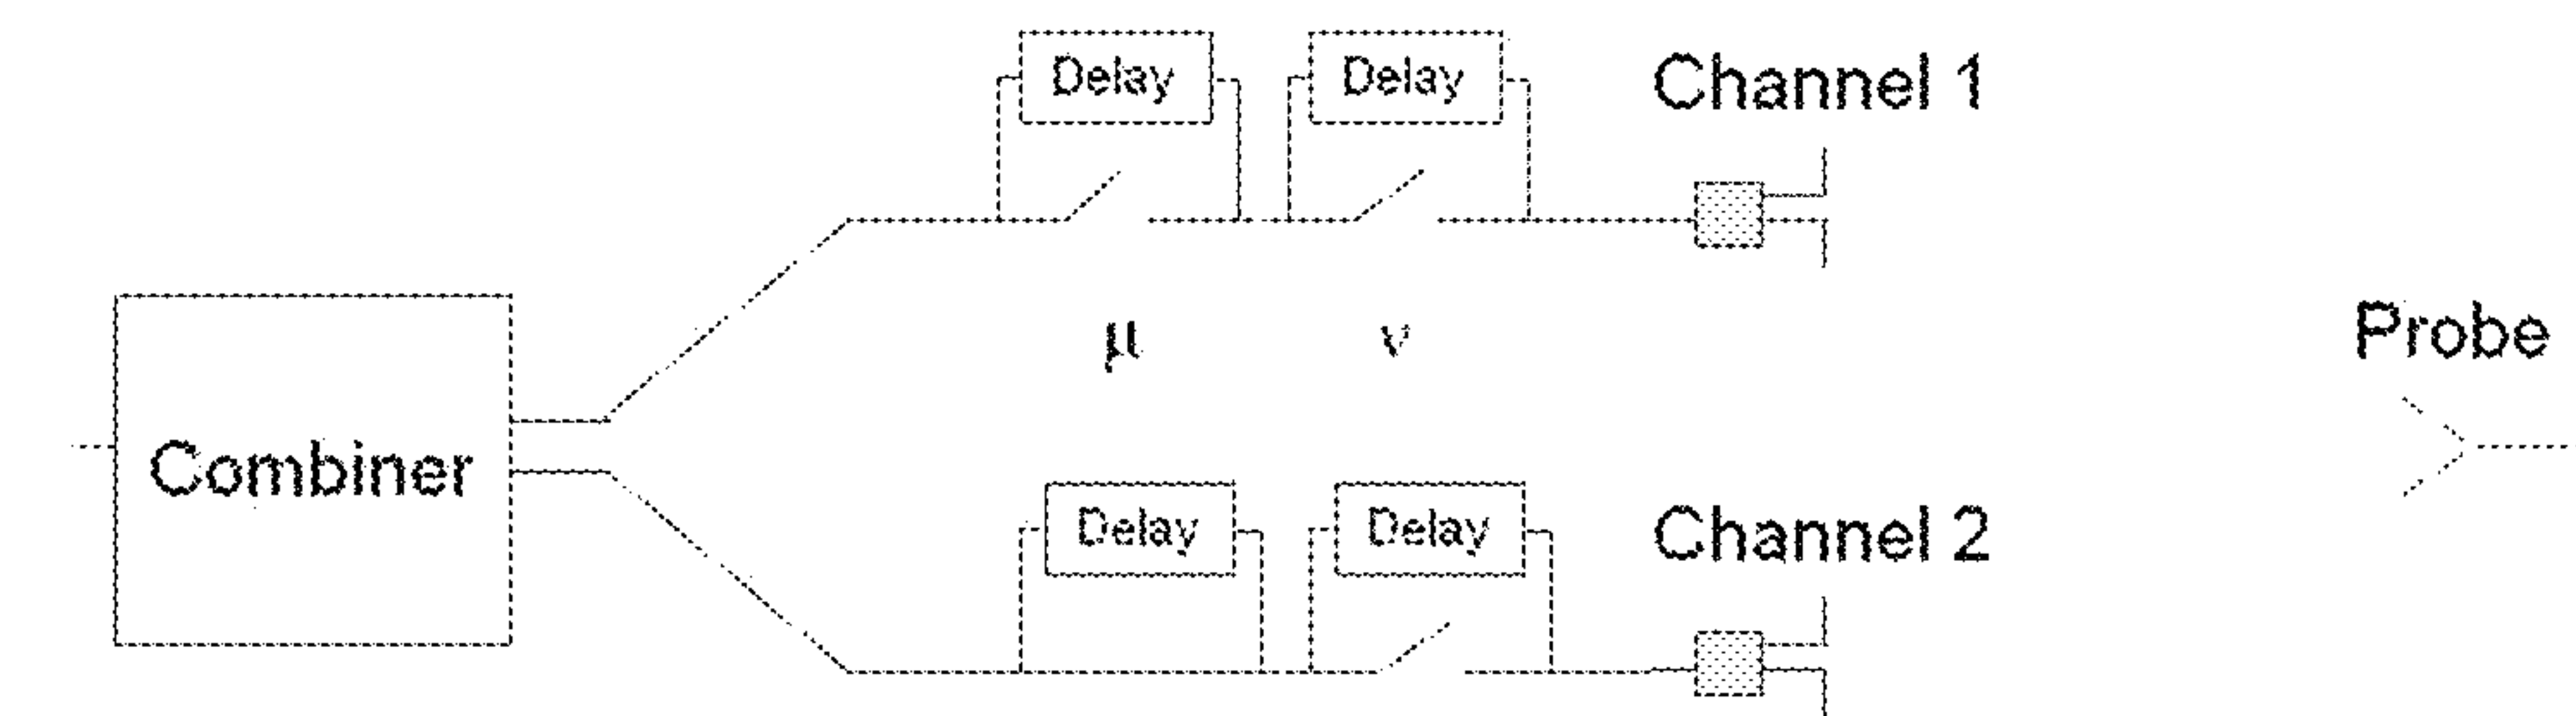 Delay Delay Channel 1
μ ν Probe
Combiner
Delay Delay Channel 2